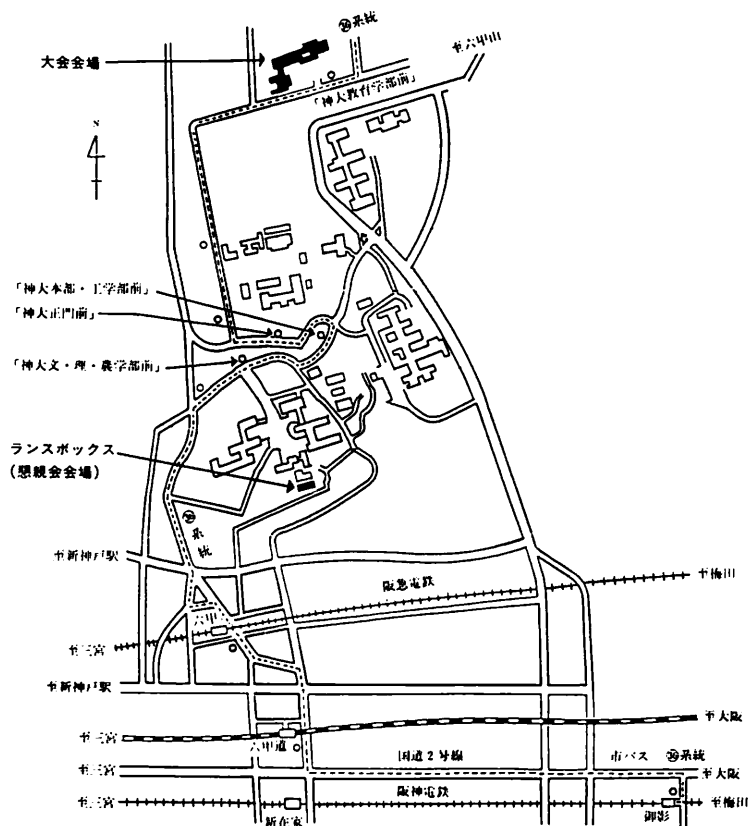 ㊱系統
大会会場
至六甲山
「神大教育学部前」
N
「神大本部・工学部前」
「神大正門前」
「神大文・理・農学部前」
ランスボックス
(懇親会会場)
㊱系統
至新神戸駅
阪急電鉄
至梅田
六甲
至三宮
至新神戸駅
至大阪
至三宮
六甲道
国道2号線
市バス ㊱系統
至三宮
至大阪
阪神電鉄
至三宮
至梅田
新在家
御影